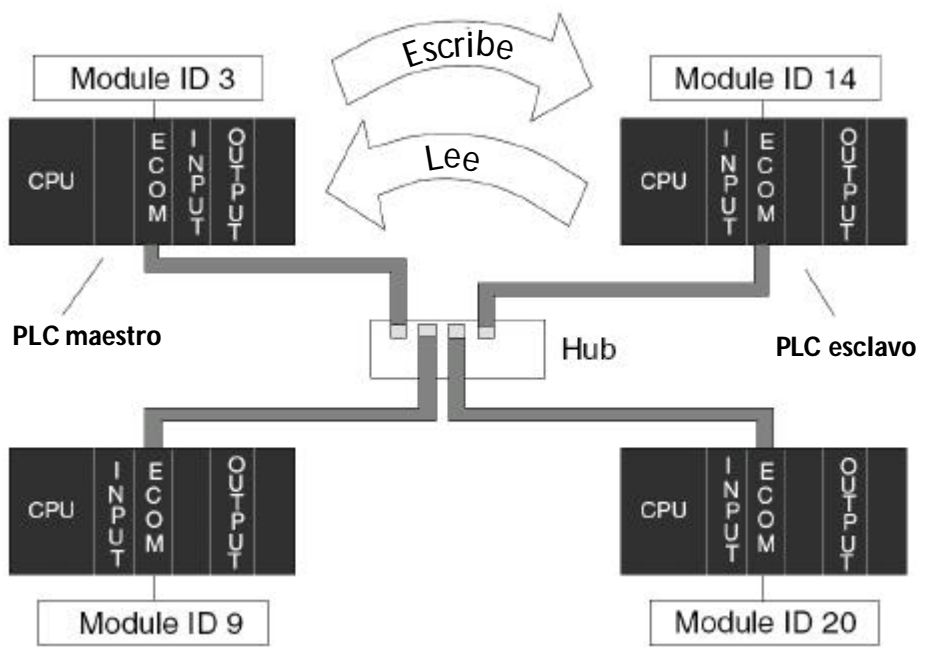 Escribe
Module ID 3
Module ID 14
CPU
ECOM
INPUT
OUTPUT
Lee
CPU
INPUT
ECOM
OUTPUT
PLC maestro
Hub
PLC esclavo
CPU
INPUT
ECOM
OUTPUT
CPU
INPUT
ECOM
OUTPUT
Module ID 9
Module ID 20